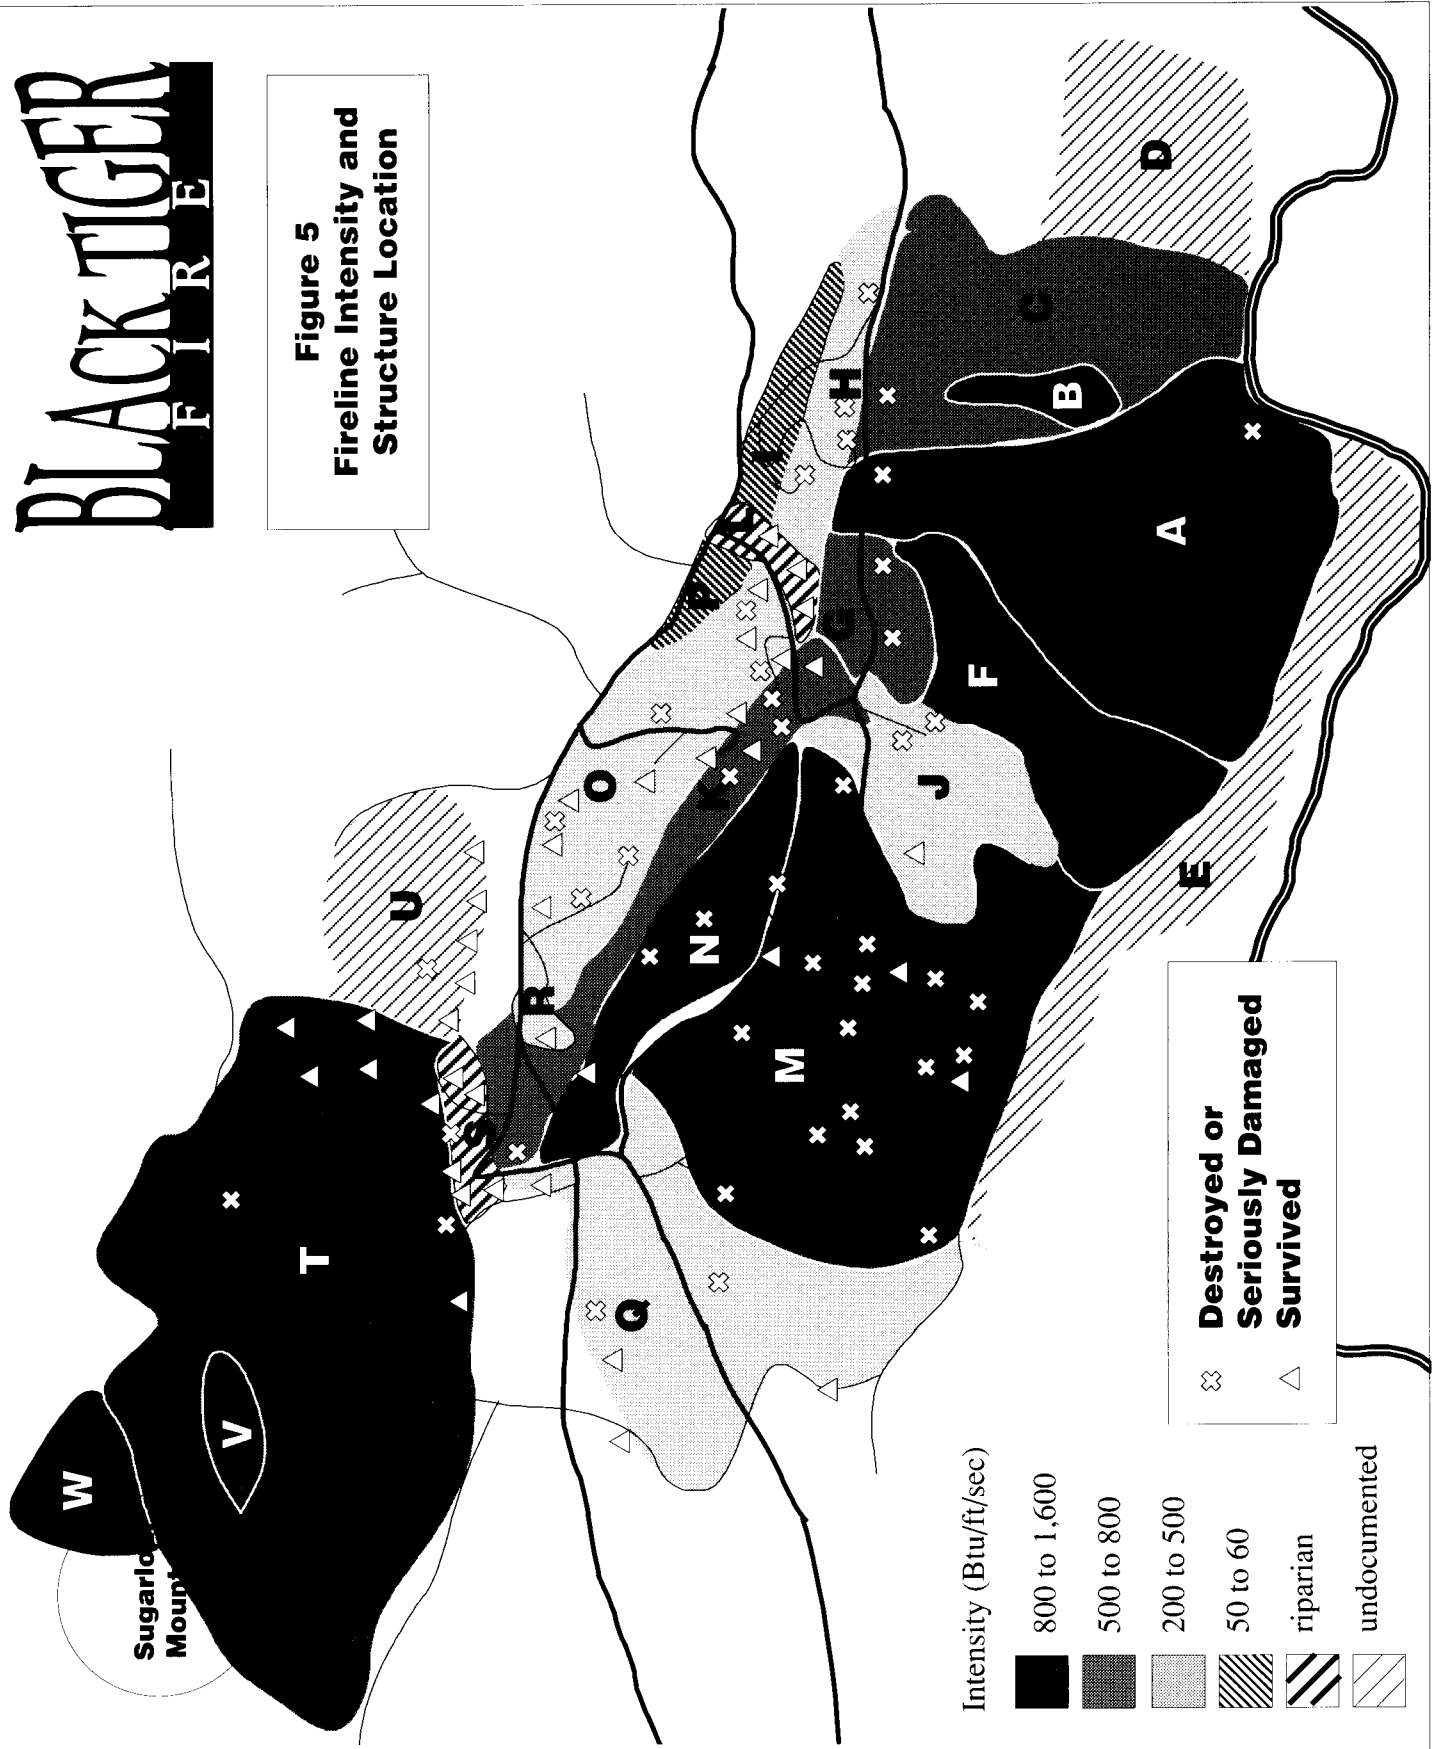 BLACK TIGER
FIRE
Figure 5
Fireline Intensity and
Structure Location
D
C
B
H
A
I
L
P
G
F
O
J
K
E
U
N
R
M
S
T
Q
V
W
Destroyed or
Seriously Damaged
Survived
Intensity (Btu/ft/sec)
800 to 1,600
500 to 800
200 to 500
50 to 60
riparian
undocumented